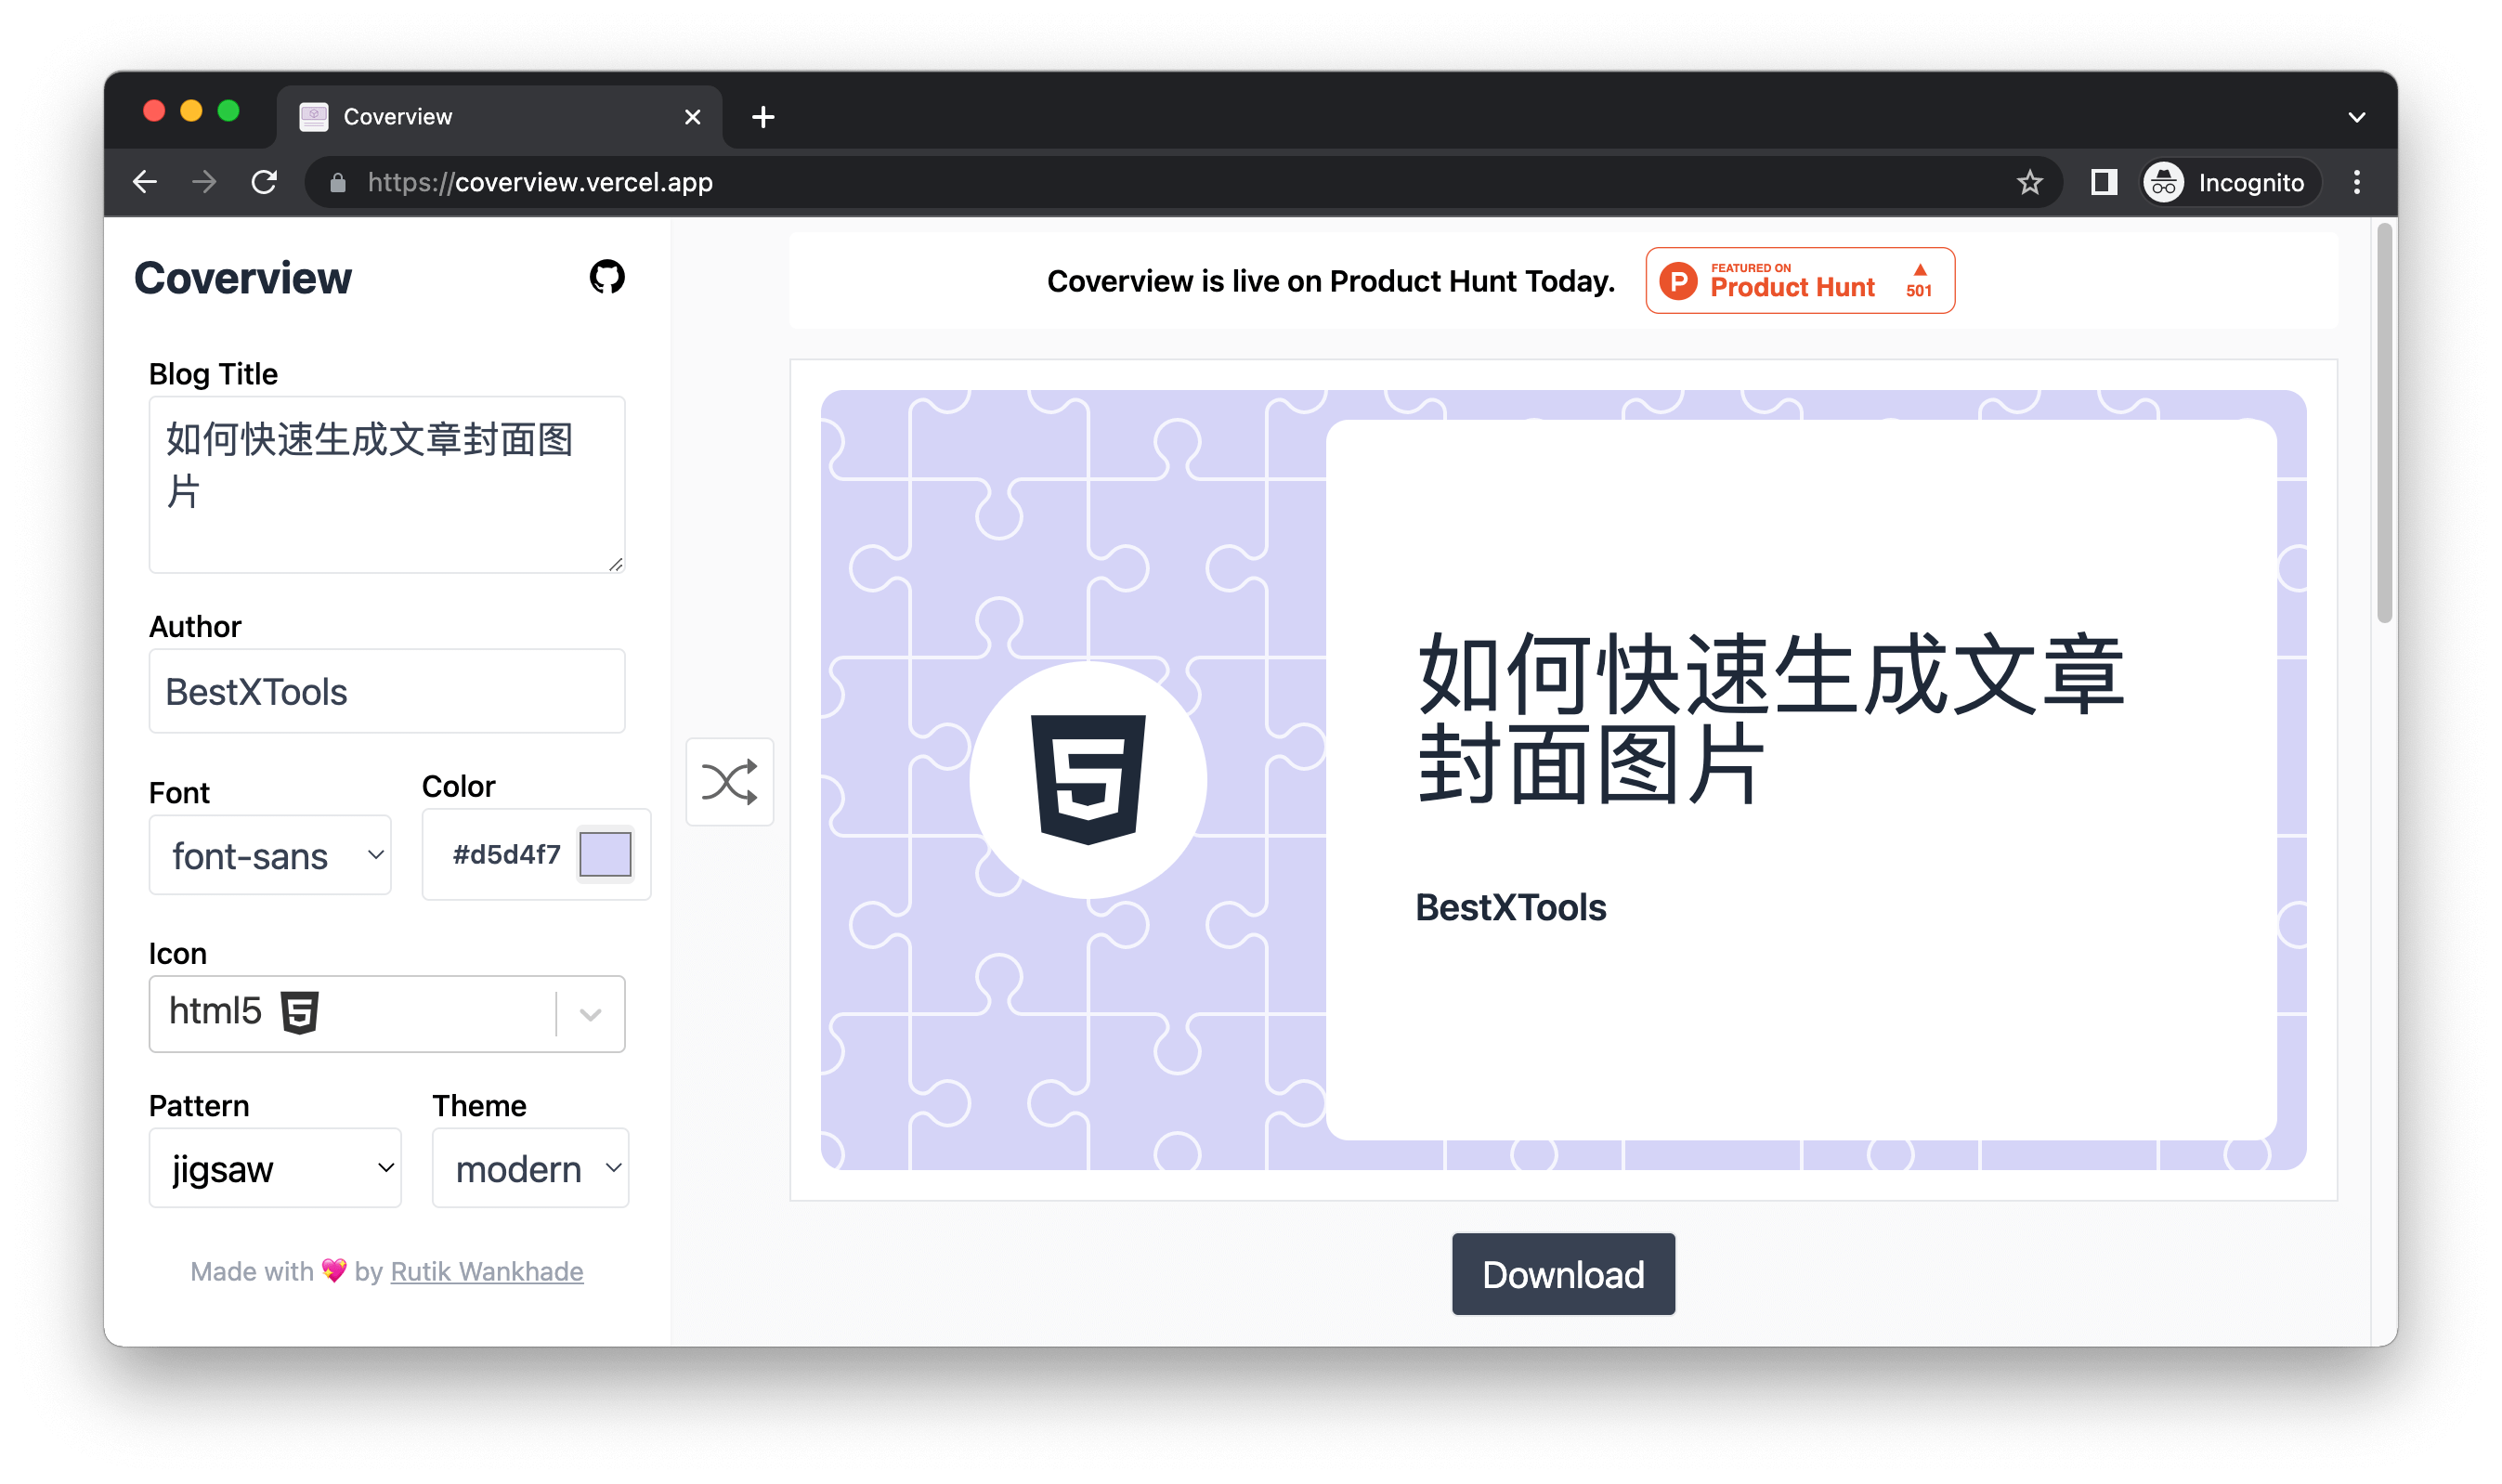 Coverview
https://coverview.vercel.app
Incognito
Coverview
Blog Title
如何快速生成文章封面图
片
Author
BestXTools
Font
Color
font-sans
#d5d4f7
Icon
html5
Pattern
Theme
jigsaw
modern
Made with 💖 by Rutik Wankhade
Coverview is live on Product Hunt Today.
P
FEATURED ON
Product Hunt
▲
501
如何快速生成文章
封面图片
BestXTools
Download